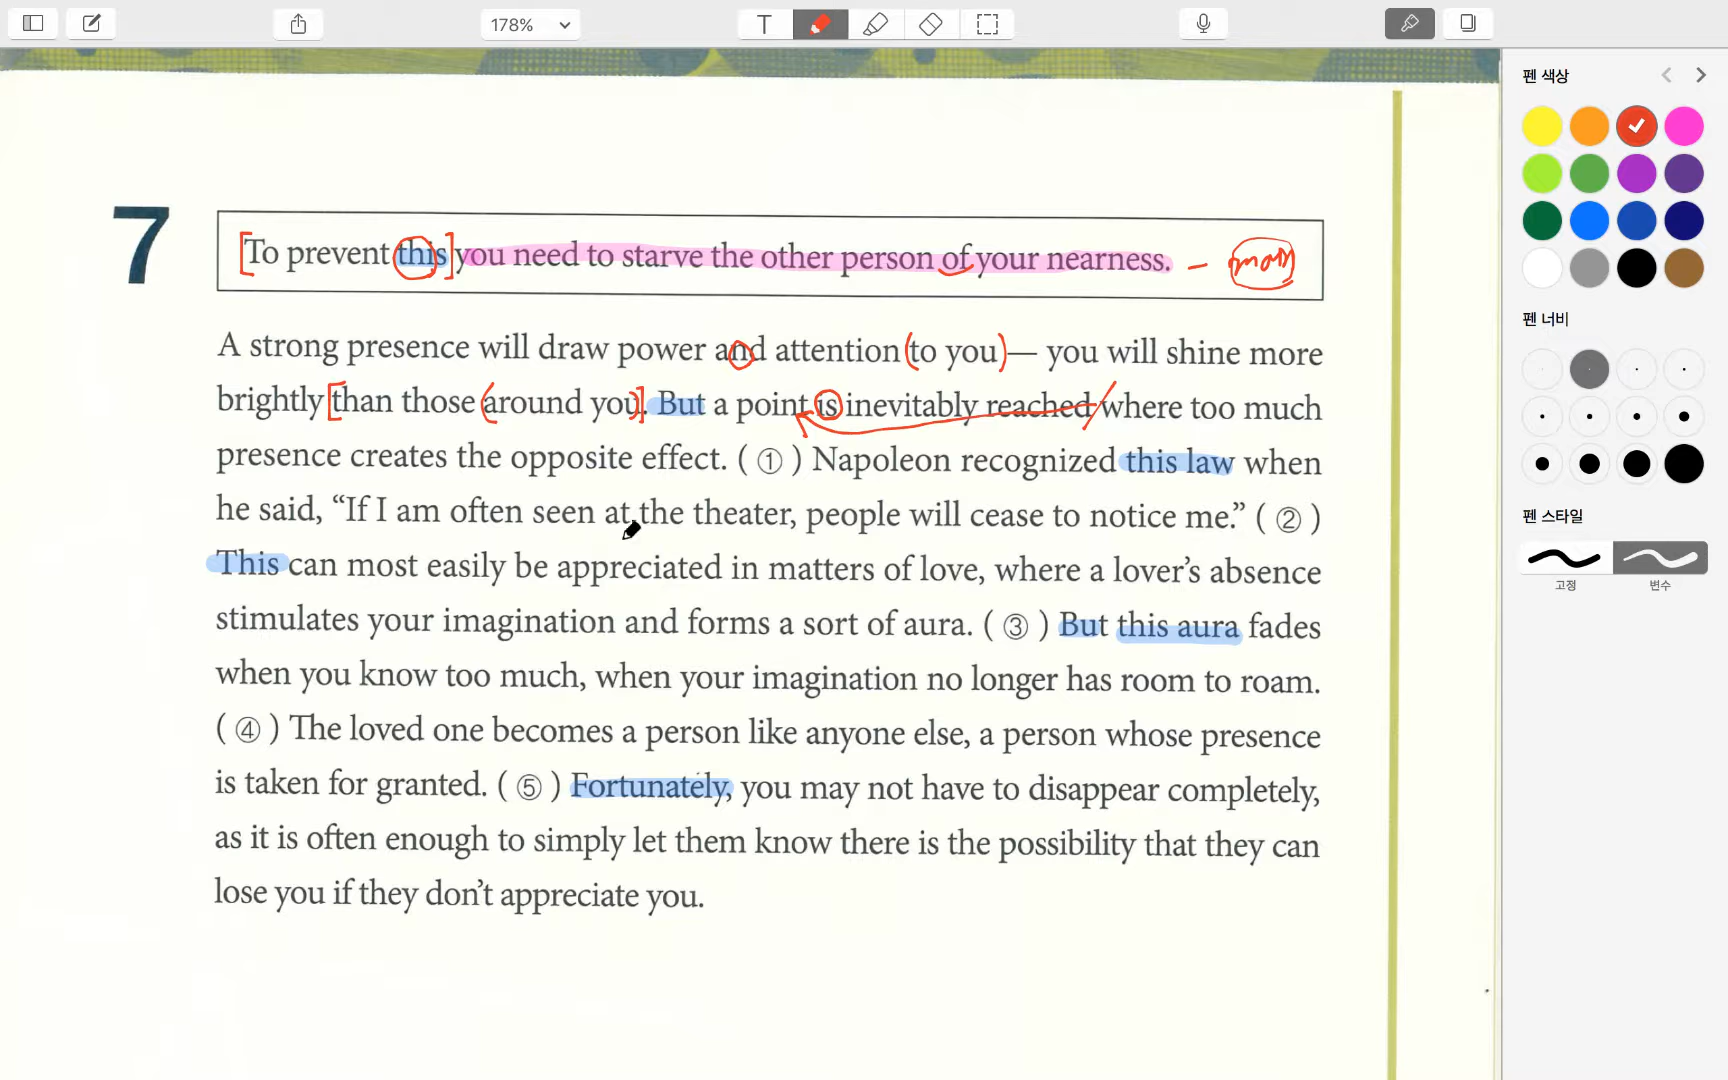 178%
T
펜 색상
펜 너비
펜 스타일
고정
변수
7
To prevent this you need to starve the other person of your nearness.
A strong presence will draw power and attention to you — you will shine more
brightly than those around you. But a point is inevitably reached where too much
presence creates the opposite effect. ( ① ) Napoleon recognized this law when
he said, “If I am often seen at the theater, people will cease to notice me.” ( ② )
This can most easily be appreciated in matters of love, where a lover’s absence
stimulates your imagination and forms a sort of aura. ( ③ ) But this aura fades
when you know too much, when your imagination no longer has room to roam.
( ④ ) The loved one becomes a person like anyone else, a person whose presence
is taken for granted. ( ⑤ ) Fortunately, you may not have to disappear completely,
as it is often enough to simply let them know there is the possibility that they can
lose you if they don’t appreciate you.